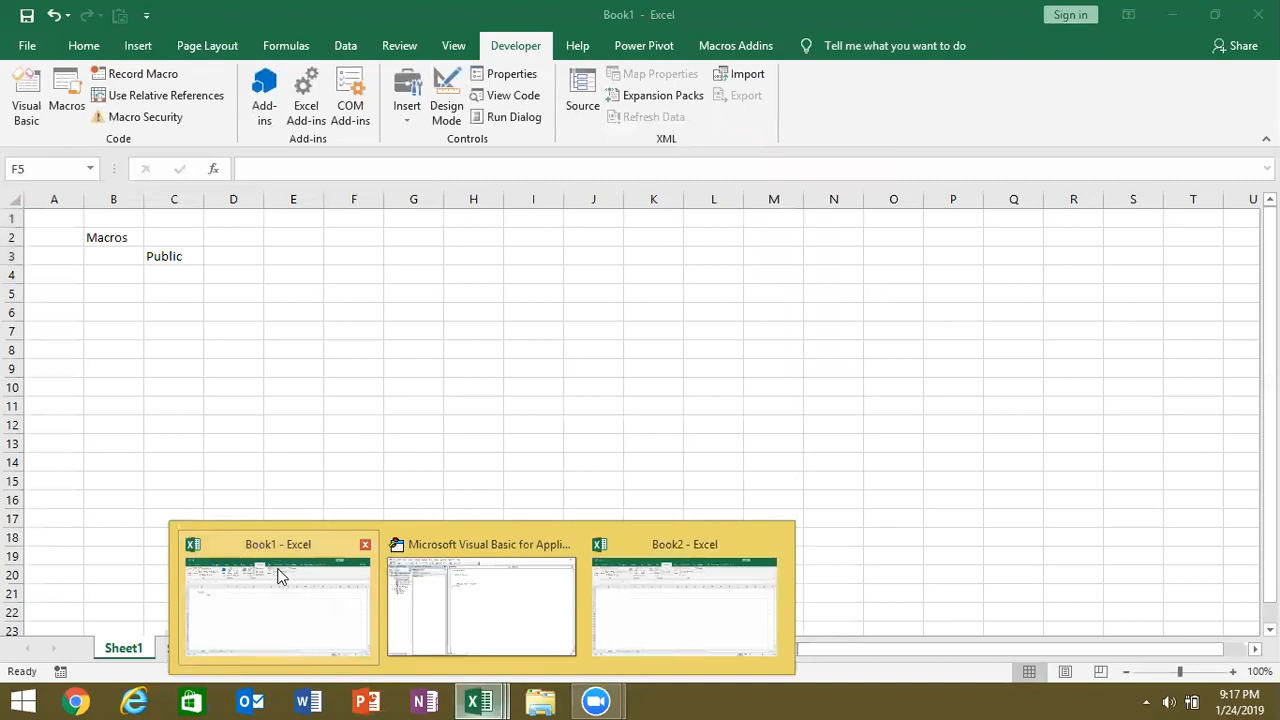 Book1 - Excel
Sign in
File Home Insert Page Layout Formulas Data Review View Developer Help Power Pivot Macros Addins Tell me what you want to do Share
Visual Basic
Macros
Record Macro
Use Relative References
Macro Security
Code
Add-ins
Excel Add-ins
COM Add-ins
Add-ins
Insert
Design Mode
Properties
View Code
Run Dialog
Controls
Source
Map Properties
Expansion Packs
Refresh Data
Import
Export
XML
F5
fx
A B C D E F G H I J K L M N O P Q R S T U
1
2 Macros
3 Public
4
5
6
7
8
9
10
11
12
13
14
15
16
17
18
19
20
21
22
23
Book1 - Excel
Microsoft Visual Basic for Appli...
Book2 - Excel
Sheet1
Ready
100%
9:17 PM
1/24/2019